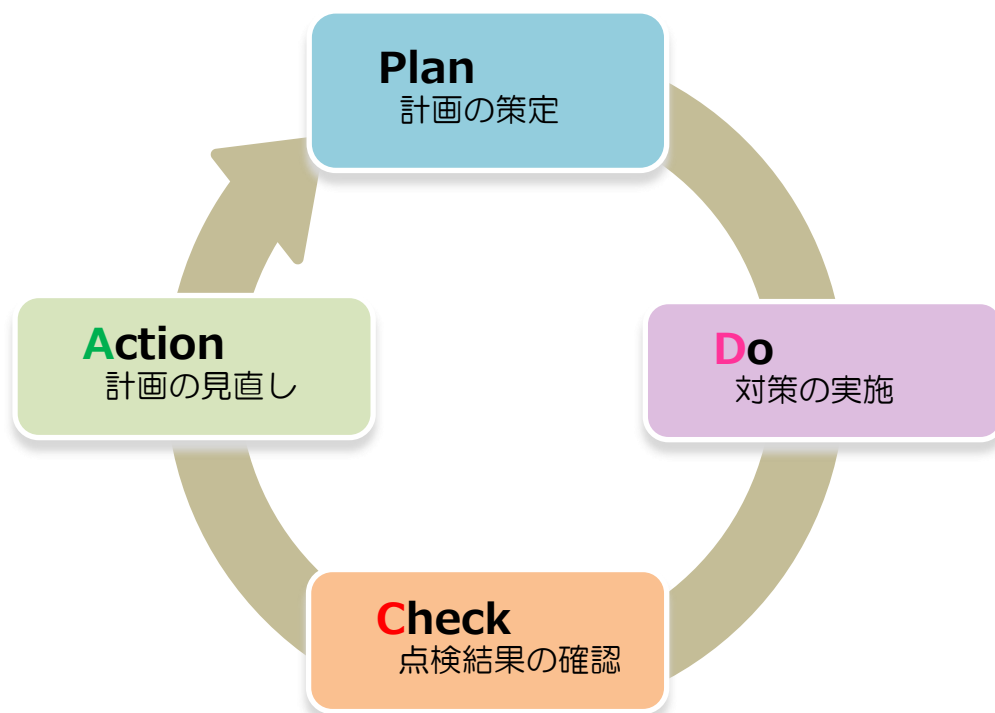 Plan
計画の策定
Do
対策の実施
Check
点検結果の確認
Action
計画の見直し